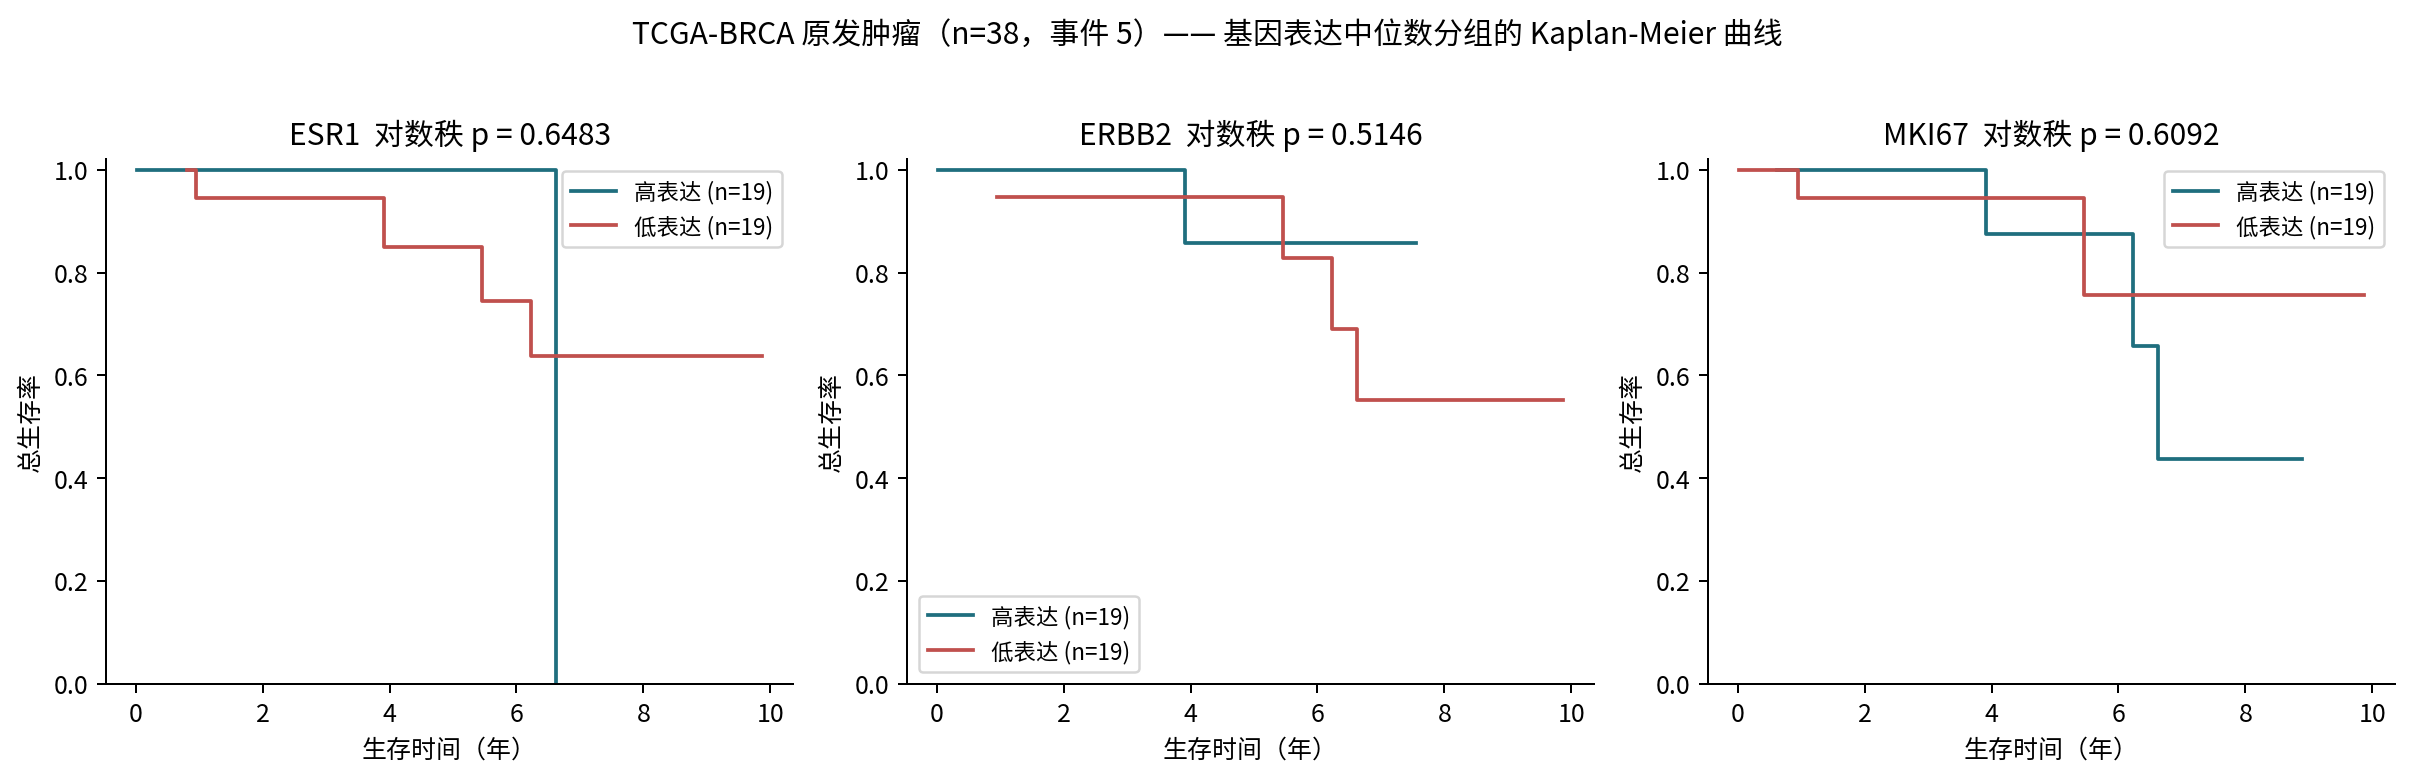 TCGA-BRCA 原发肿瘤（n=38，事件 5）—— 基因表达中位数分组的 Kaplan-Meier 曲线
ESR1 对数秩 p = 0.6483
总生存率
1.0
0.8
0.6
0.4
0.2
0.0
高表达 (n=19)
低表达 (n=19)
0 2 4 6 8 10
生存时间（年）
ERBB2 对数秩 p = 0.5146
总生存率
1.0
0.8
0.6
0.4
0.2
0.0
高表达 (n=19)
低表达 (n=19)
0 2 4 6 8 10
生存时间（年）
MKI67 对数秩 p = 0.6092
总生存率
1.0
0.8
0.6
0.4
0.2
0.0
高表达 (n=19)
低表达 (n=19)
0 2 4 6 8 10
生存时间（年）